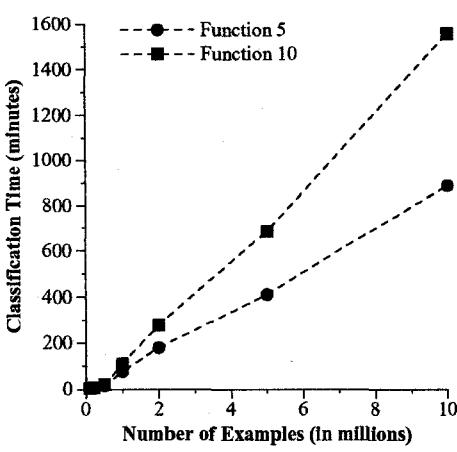 1600
1400
1200
1000
800
600
400
200
0
Classification Time (minutes)
Function 5
Function 10
0 2 4 6 8 10
Number of Examples (in millions)